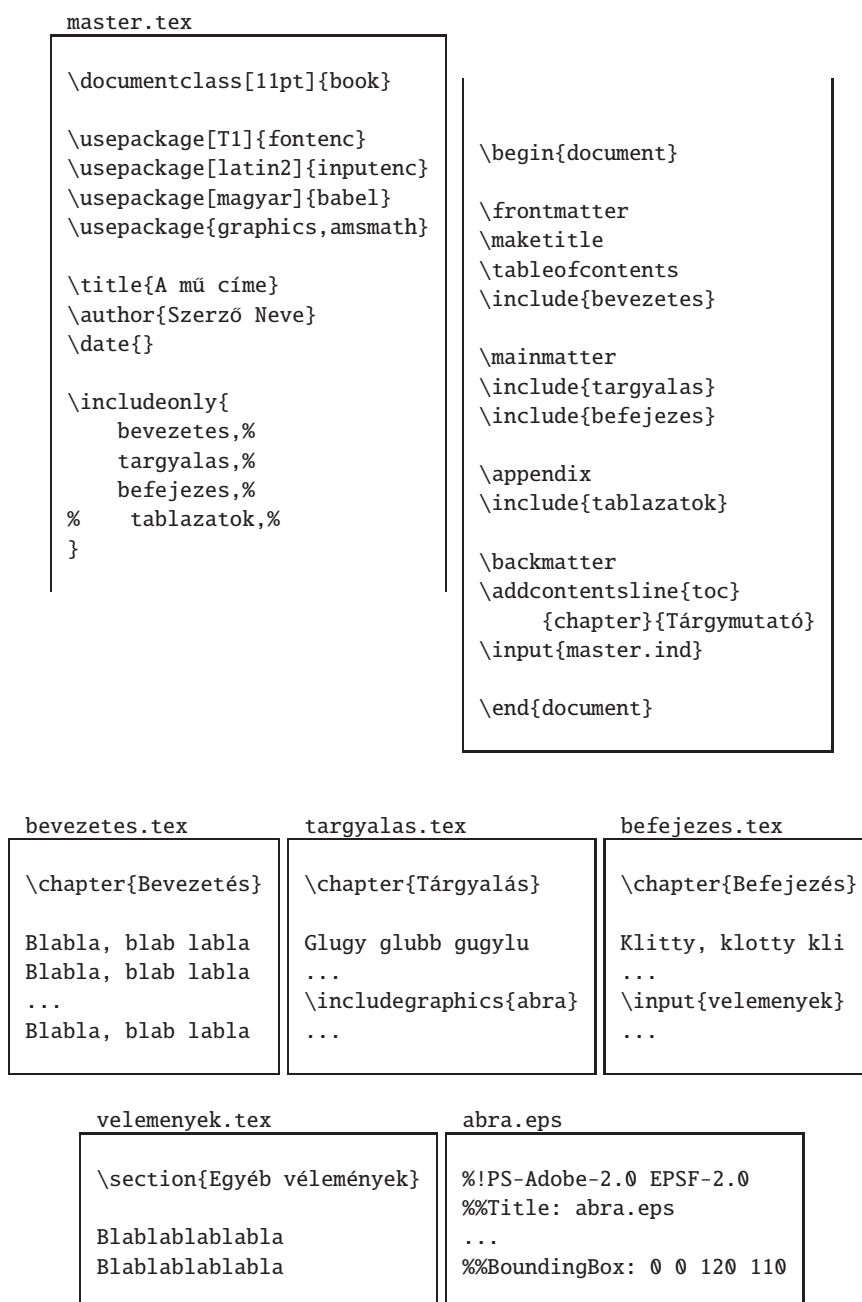 master.tex
\documentclass[11pt]{book}
\usepackage[T1]{fontenc}
\usepackage[latin2]{inputenc}
\usepackage[magyar]{babel}
\usepackage{graphics,amsmath}
\title{A mű címe}
\author{Szerző Neve}
\date{}
\includeonly{
    bevezetes,%
    targyalas,%
    befejezes,%
%   tablazatok,%
}
\begin{document}
\frontmatter
\maketitle
\tableofcontents
\include{bevezetes}
\mainmatter
\include{targyalas}
\include{befejezes}
\appendix
\include{tablazatok}
\backmatter
\addcontentsline{toc}
     {chapter}{Tárgymutató}
\input{master.ind}
\end{document}
bevezetes.tex
\chapter{Bevezetés}
Blabla, blab labla
Blabla, blab labla
...
Blabla, blab labla
targyalas.tex
\chapter{Tárgyalás}
Glugy glubb gugylu
...
\includegraphics{abra}
...
befejezes.tex
\chapter{Befejezés}
Klitty, klotty kli
...
\input{velemenyek}
...
velemenyek.tex
\section{Egyéb vélemények}
Blablablablabla
Blablablablabla
abra.eps
%!PS-Adobe-2.0 EPSF-2.0
%%Title: abra.eps
...
%%BoundingBox: 0 0 120 110